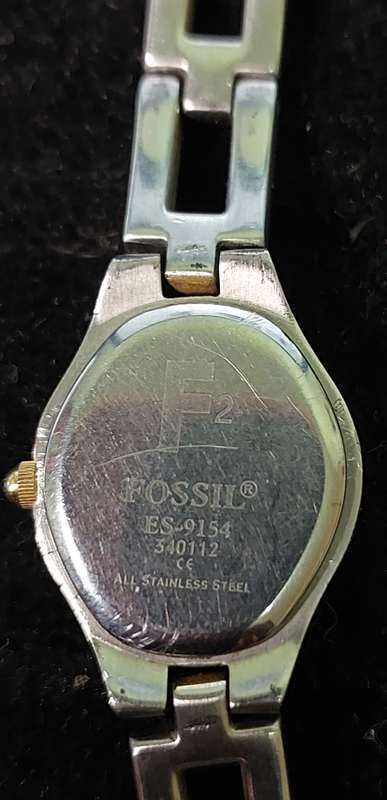 F2
FOSSIL®
ES-9154
340112
CE
ALL STAINLESS STEEL